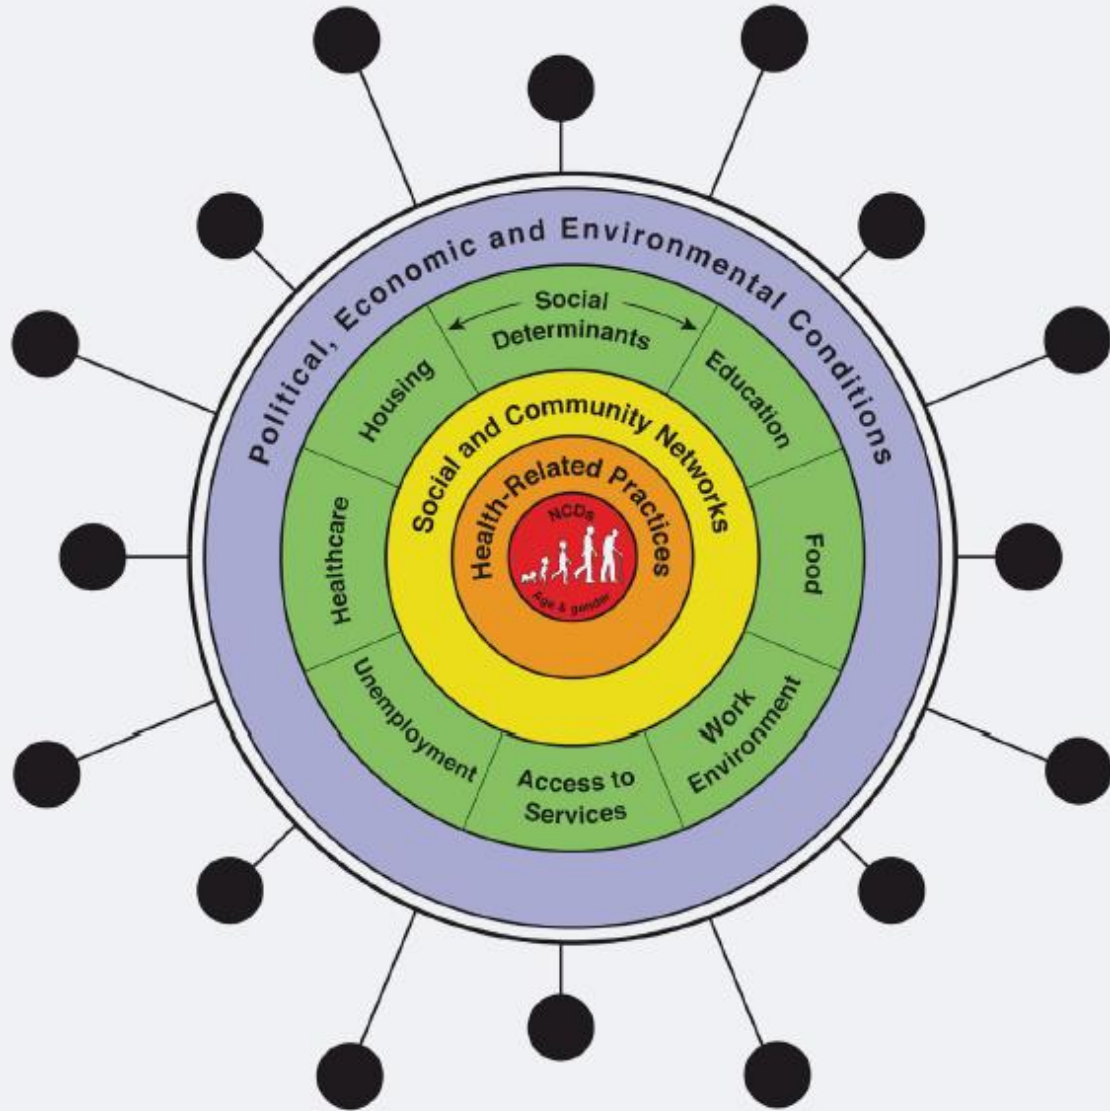 Political, Economic and Environmental Conditions
Social
Determinants
Education
Food
Work
Environment
Access to
Services
Unemployment
Healthcare
Housing
Social and Community Networks
Health-Related Practices
NCDs
Age & gender